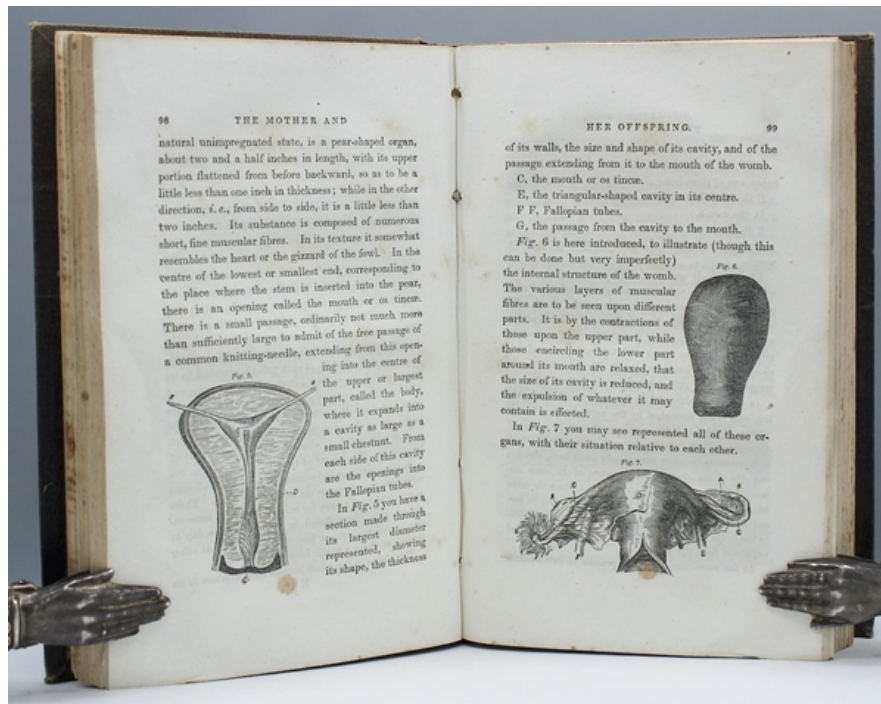 98 THE MOTHER AND
natural unimpregnated state, is a pear-shaped organ,
about two and a half inches in length, with its upper
portion flattened from before backward, so as to be a
little less than one inch in thickness; while in the other
direction, i. e., from side to side, it is a little less than
two inches. Its substance is composed of numerous
short, fine muscular fibres. In its texture it somewhat
resembles the heart or the gizzard of the fowl. In the
centre of the lowest or smallest end, corresponding to
the place where the stem is inserted into the pear,
there is an opening called the mouth or os tincæ.
There is a small passage, ordinarily not much more
than sufficiently large to admit of the free passage of
a common knitting-needle, extending from this open-
ing into the centre of
the upper or largest
part, called the body,
where it expands into
a cavity as large as a
small chestnut. From
each side of this cavity
are the openings into
the Fallopian tubes.
In Fig. 5 you have a
section made through
its largest diameter
represented, showing
its shape, the thickness
Fig. 5.
F
F
D
C
HER OFFSPRING. 99
of its walls, the size and shape of its cavity, and of the
passage extending from it to the mouth of the womb.
C, the mouth or os tincæ.
E, the triangular-shaped cavity in its centre.
F F, Fallopian tubes.
G, the passage from the cavity to the mouth.
Fig. 6 is here introduced, to illustrate (though this
can be done but very imperfectly)
the internal structure of the womb.
The various layers of muscular
fibres are to be seen upon different
parts. It is by the contractions of
those upon the upper part, while
those encircling the lower part
around its mouth are relaxed, that
the size of its cavity is reduced, and
the expulsion of whatever it may
contain is effected.
Fig. 6.
In Fig. 7 you may see represented all of these or-
gans, with their situation relative to each other.
Fig. 7.